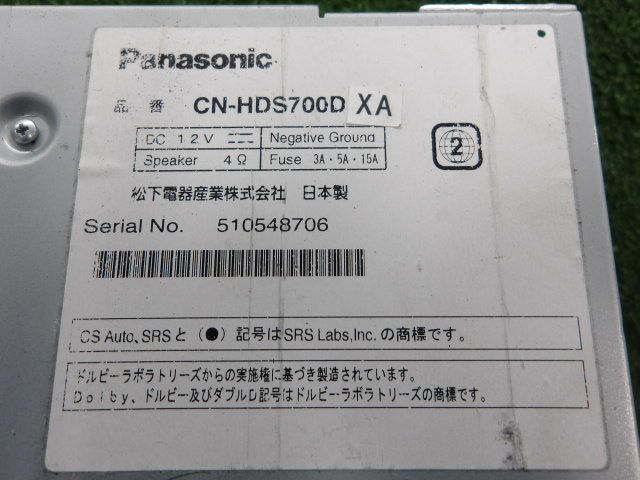 Panasonic
品 番 CN-HDS700D XA
DC 12V Negative Ground
Speaker 4Ω Fuse 3A・5A・15A
2
松下電器産業株式会社 日本製
Serial No. 510548706
CS Auto、SRSと(●)記号はSRS Labs,Inc.の商標です。
ドルビーラボラトリーズからの実施権に基づき製造されています。
Dolby、ドルビー及びダブルD記号はドルビーラボラトリーズの商標です。